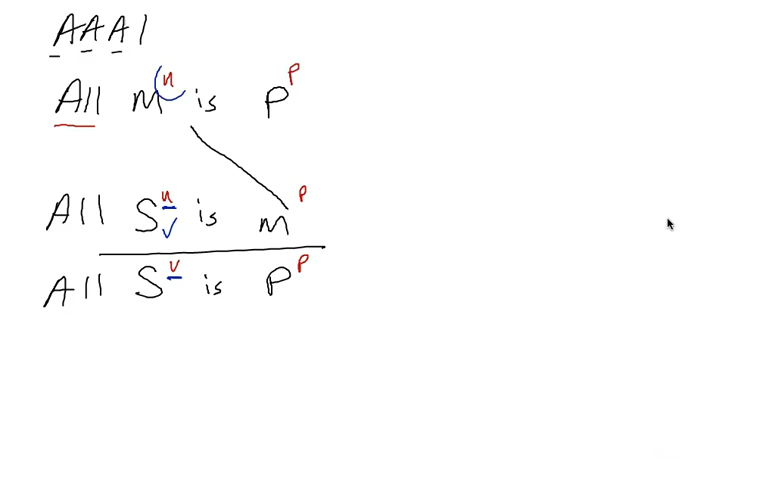 AAA1
All M^u is P^P
All S^u is M^P
All S^v is P^P